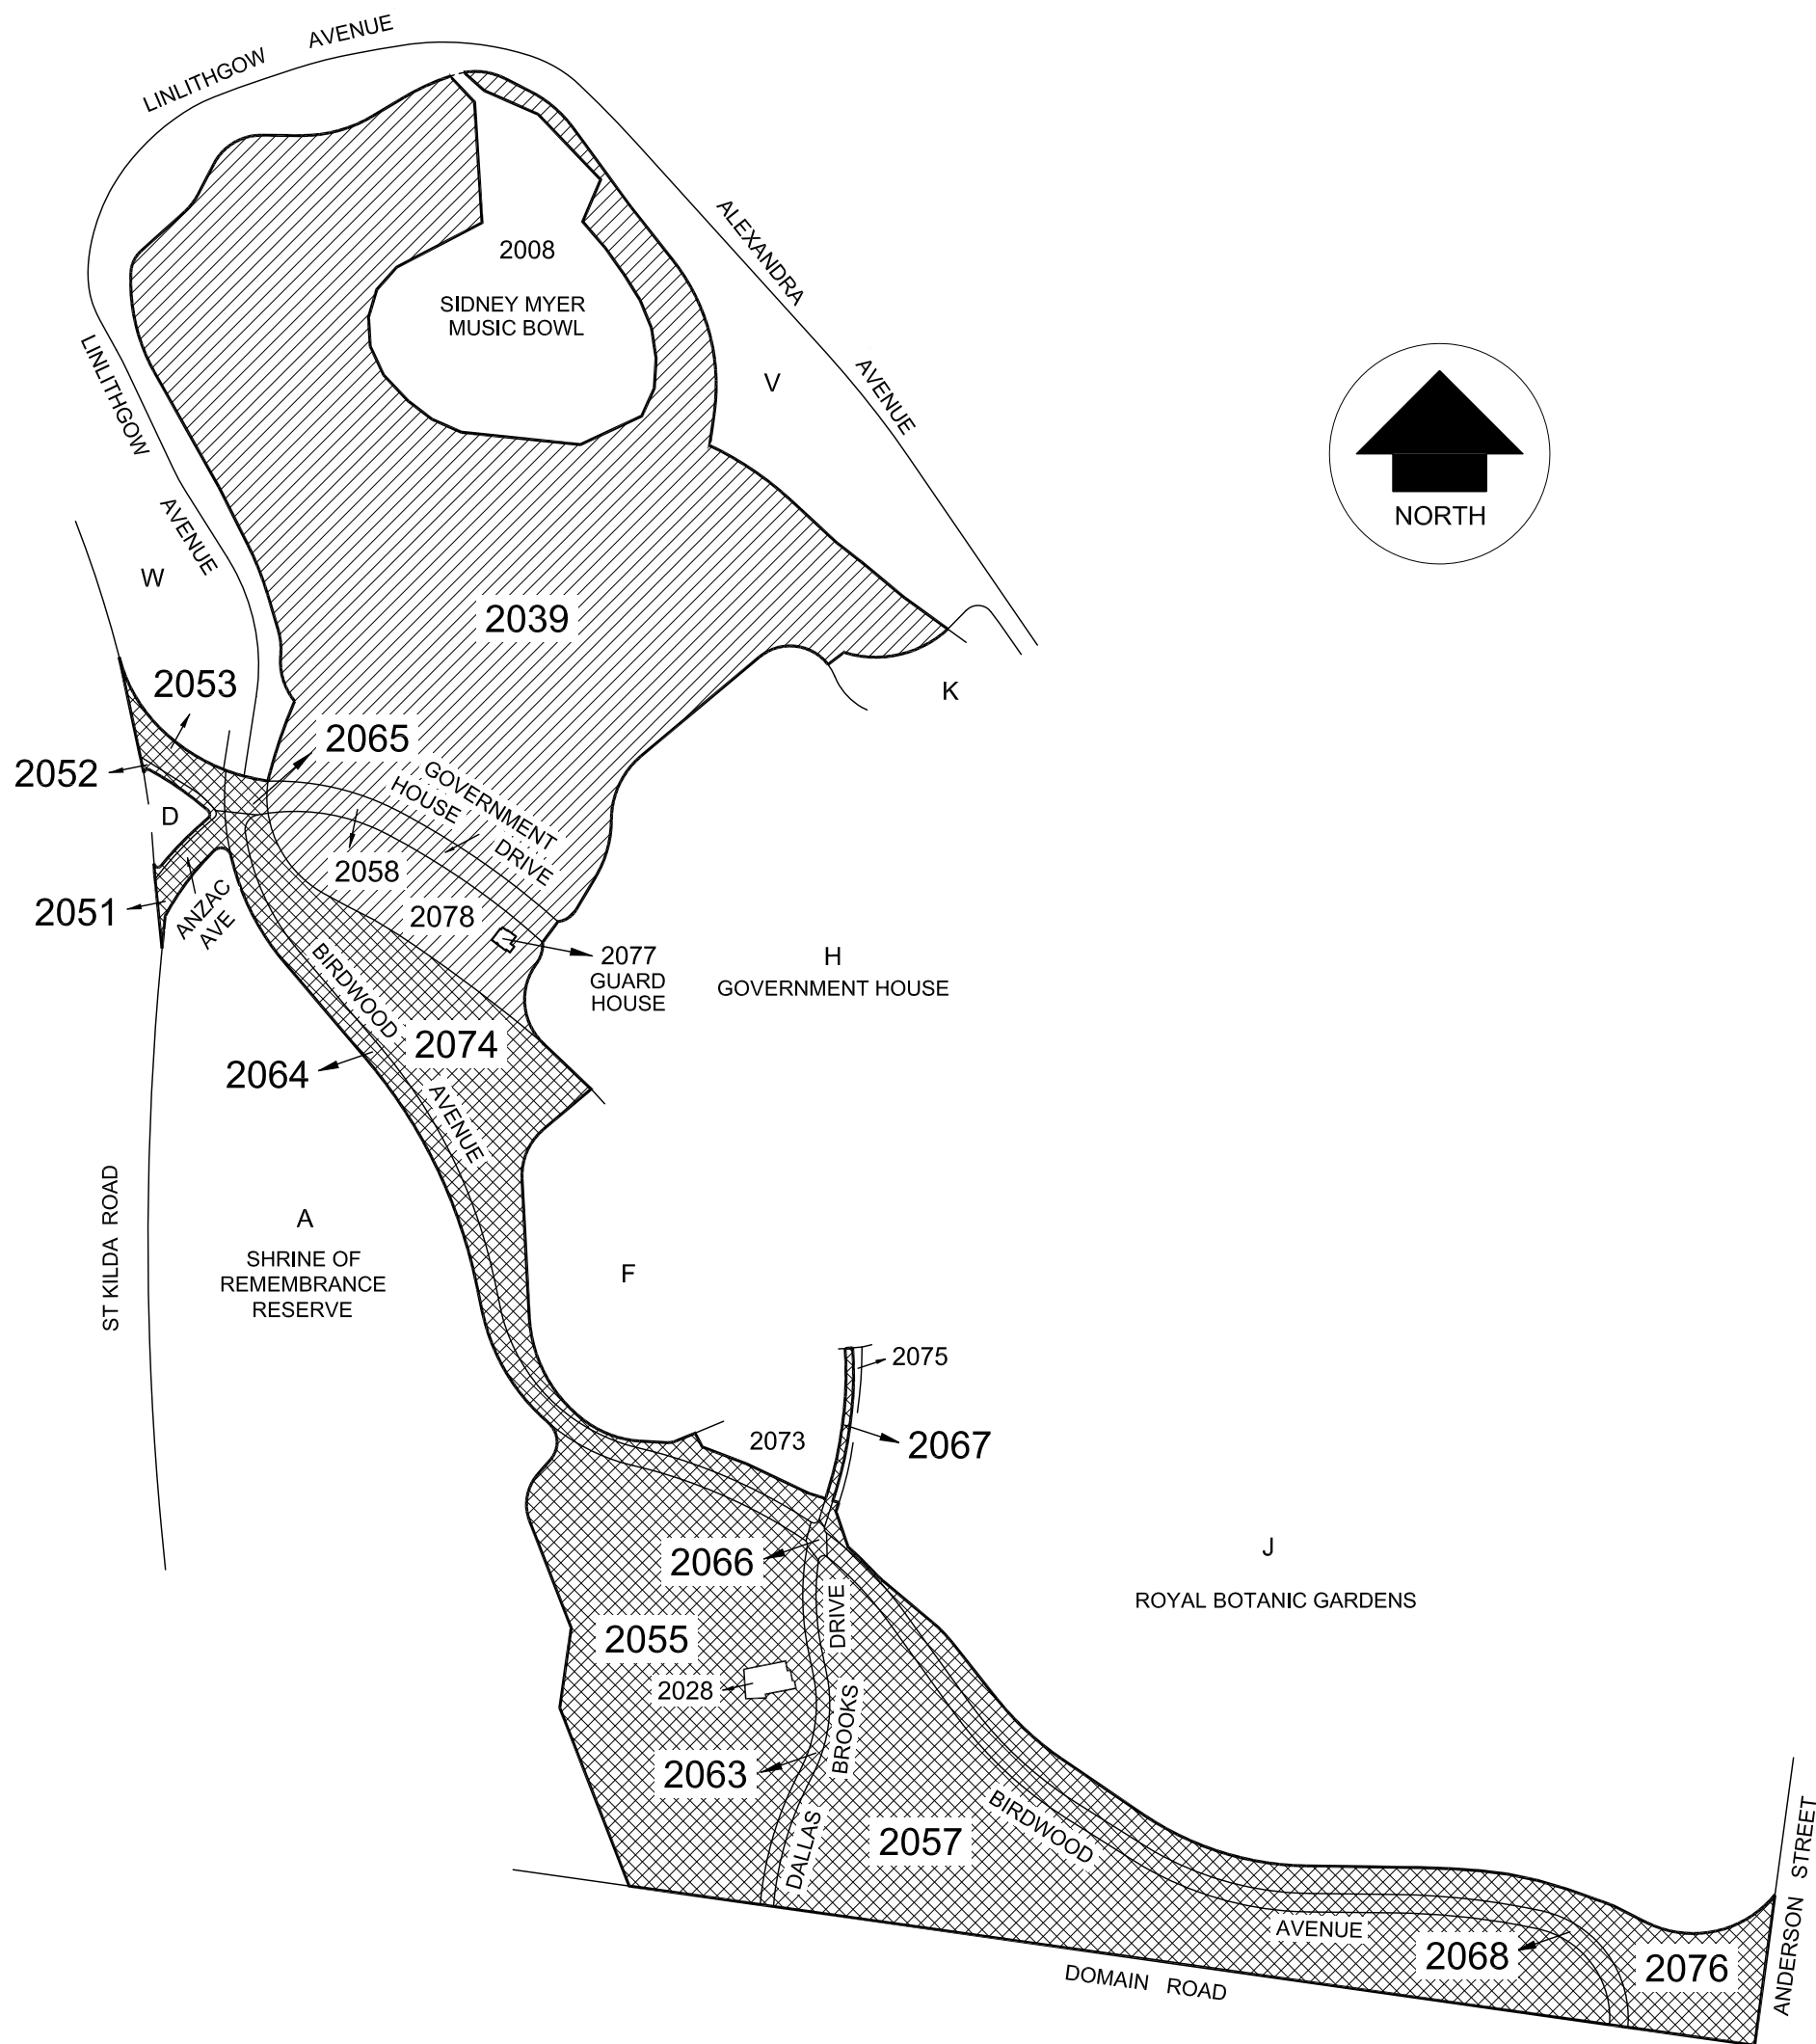 LINLITHGOW AVENUE
2008
SIDNEY MYER
MUSIC BOWL
ALEXANDRA AVENUE
LINLITHGOW AVENUE
V
NORTH
W
2039
K
2053
2065
2052
D
GOVERNMENT
HOUSE
DRIVE
2058
2051
ANZAC
AVE
2078
2077
GUARD
HOUSE
H
GOVERNMENT HOUSE
BIRDWOOD AVENUE
2074
2064
ST KILDA ROAD
A
SHRINE OF
REMEMBRANCE
RESERVE
F
2075
2073
2067
2066
J
ROYAL BOTANIC GARDENS
2055
2028
2063
DALLAS BROOKS DRIVE
2057
BIRDWOOD AVENUE
2068
2076
DOMAIN ROAD
ANDERSON STREET